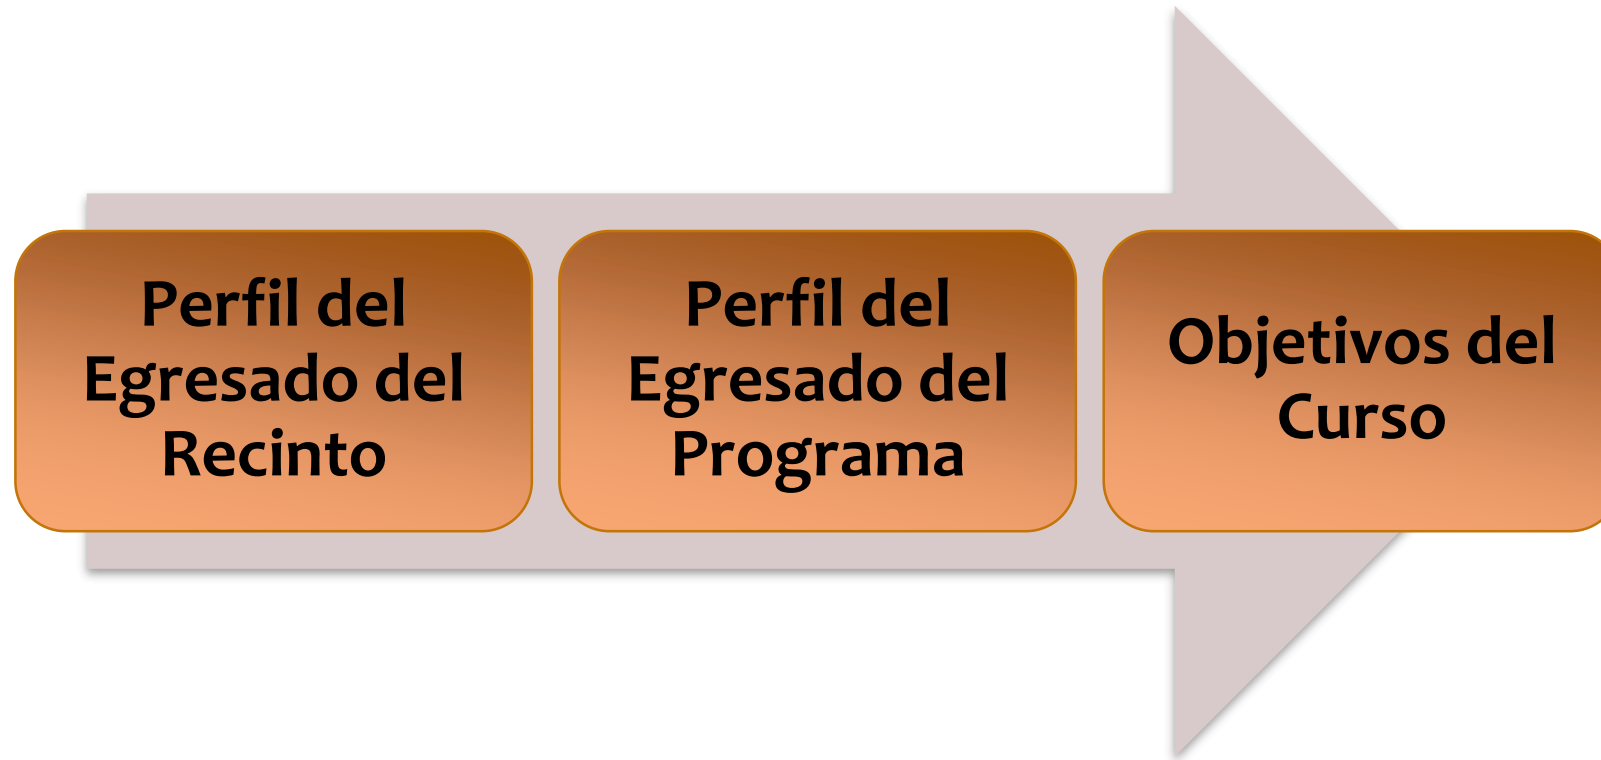 Perfil del
Egresado del
Recinto
Perfil del
Egresado del
Programa
Objetivos del
Curso